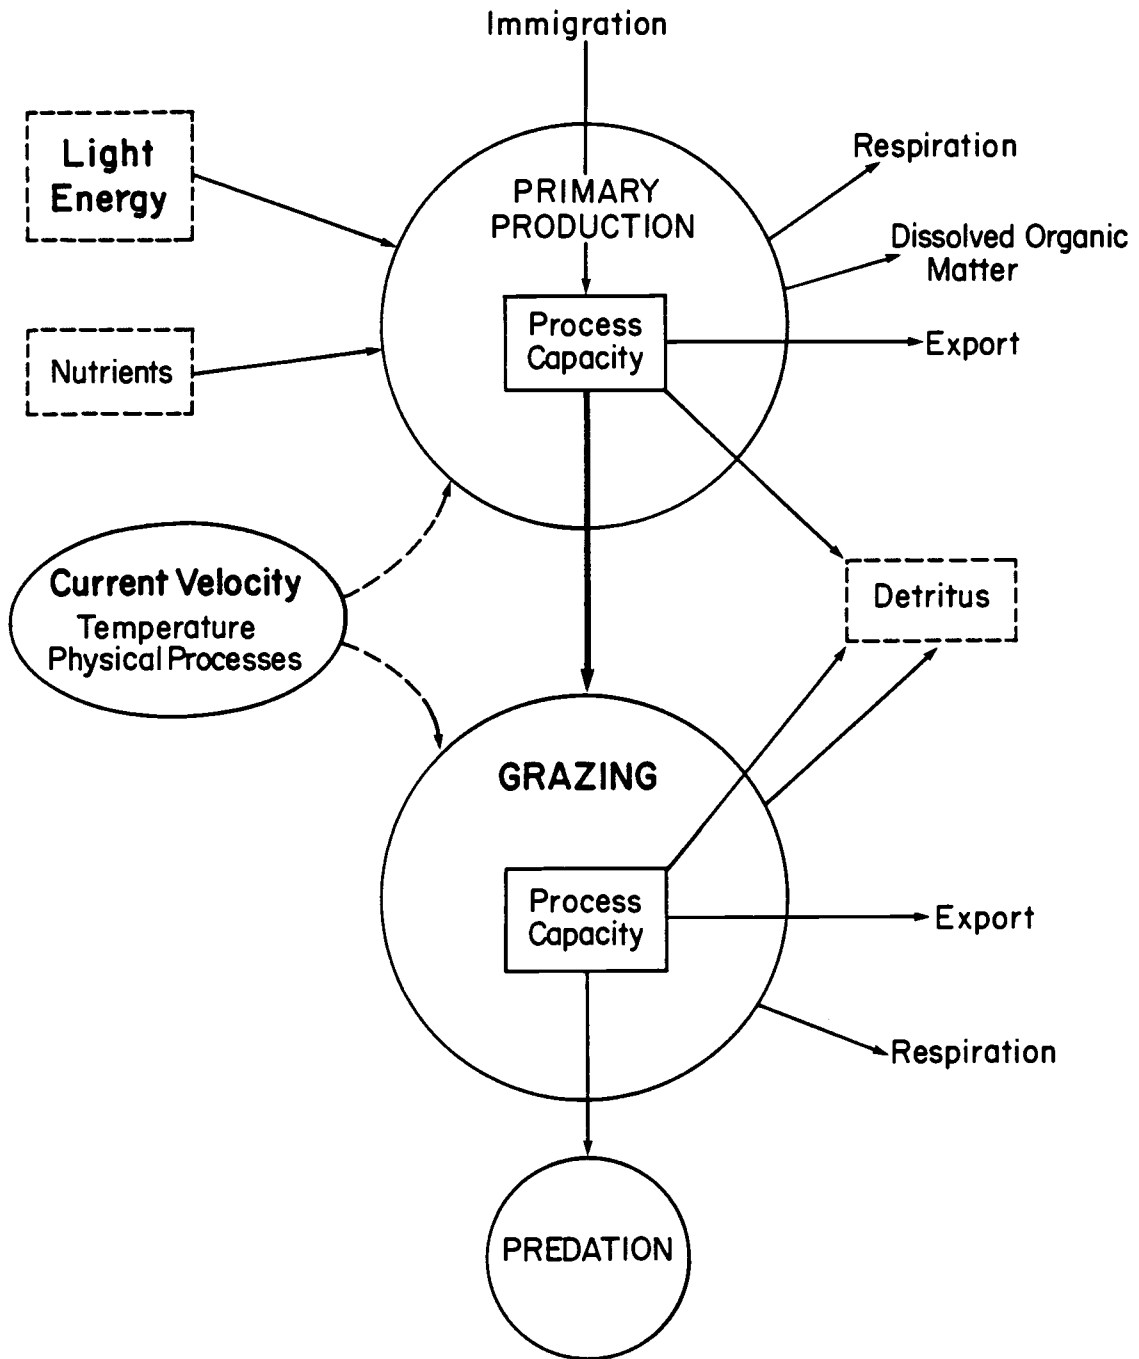 Immigration
Light
Energy
Respiration
PRIMARY
PRODUCTION
Dissolved Organic
Matter
Process
Capacity
Export
Nutrients
Current Velocity
Temperature
Physical Processes
Detritus
GRAZING
Process
Capacity
Export
Respiration
PREDATION